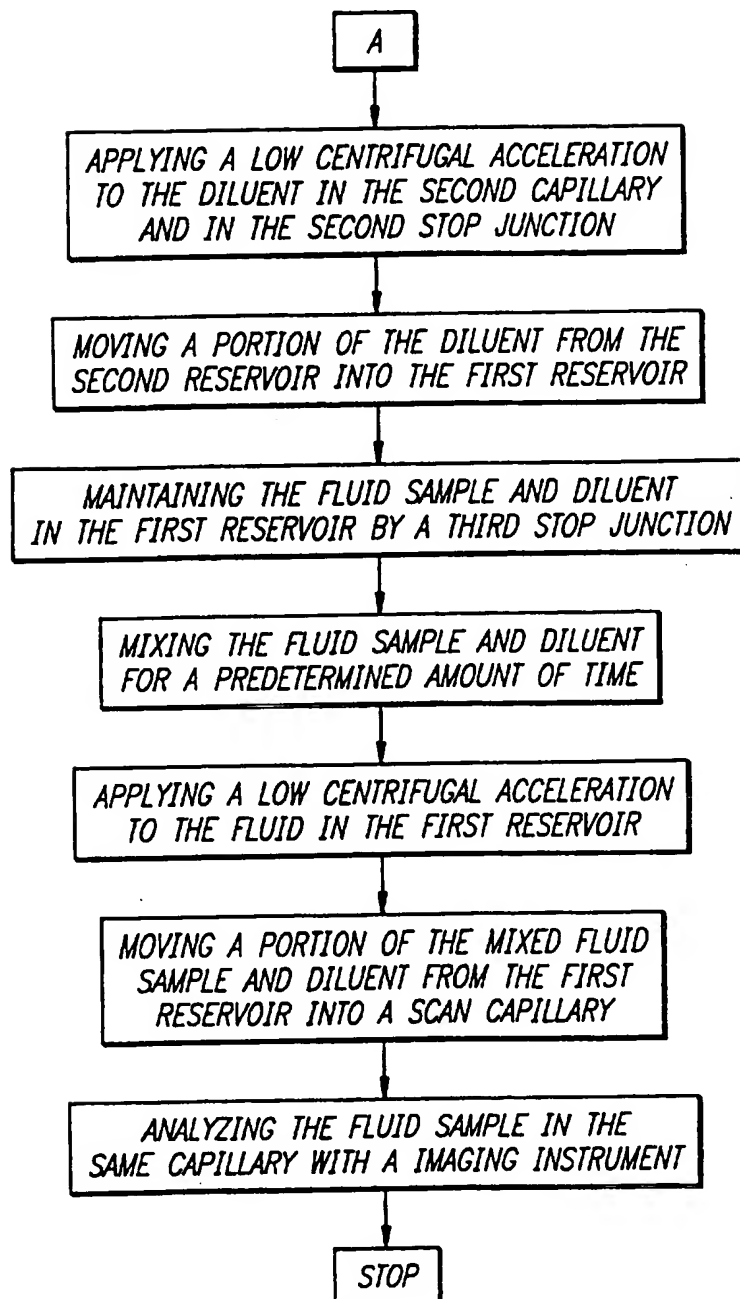 A
APPLYING A LOW CENTRIFUGAL ACCELERATION
TO THE DILUENT IN THE SECOND CAPILLARY
AND IN THE SECOND STOP JUNCTION
MOVING A PORTION OF THE DILUENT FROM THE
SECOND RESERVOIR INTO THE FIRST RESERVOIR
MAINTAINING THE FLUID SAMPLE AND DILUENT
IN THE FIRST RESERVOIR BY A THIRD STOP JUNCTION
MIXING THE FLUID SAMPLE AND DILUENT
FOR A PREDETERMINED AMOUNT OF TIME
APPLYING A LOW CENTRIFUGAL ACCELERATION
TO THE FLUID IN THE FIRST RESERVOIR
MOVING A PORTION OF THE MIXED FLUID
SAMPLE AND DILUENT FROM THE FIRST
RESERVOIR INTO A SCAN CAPILLARY
ANALYZING THE FLUID SAMPLE IN THE
SAME CAPILLARY WITH A IMAGING INSTRUMENT
STOP